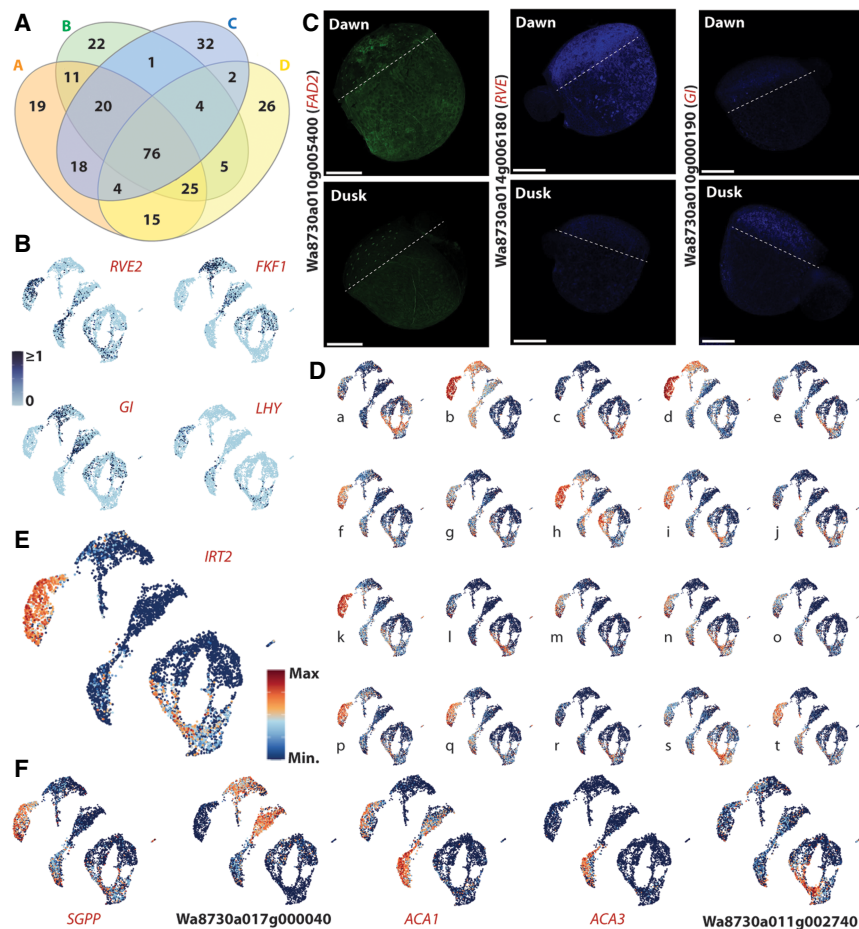 A
B
C
A
D
22
32
1
2
11
19
20
4
26
76
18
5
4
25
15
B
RVE2
FKF1
≥1
0
GI
LHY
C
Wa8730a010g005400 (FAD2)
Dawn
Dusk
Wa8730a014g006180 (RVE)
Dawn
Dusk
Wa8730a010g000190 (GI)
Dawn
Dusk
D
a
b
c
d
e
f
g
h
i
j
k
l
m
n
o
p
q
r
s
t
E
IRT2
Max
Min.
F
SGPP
Wa8730a017g000040
ACA1
ACA3
Wa8730a011g002740